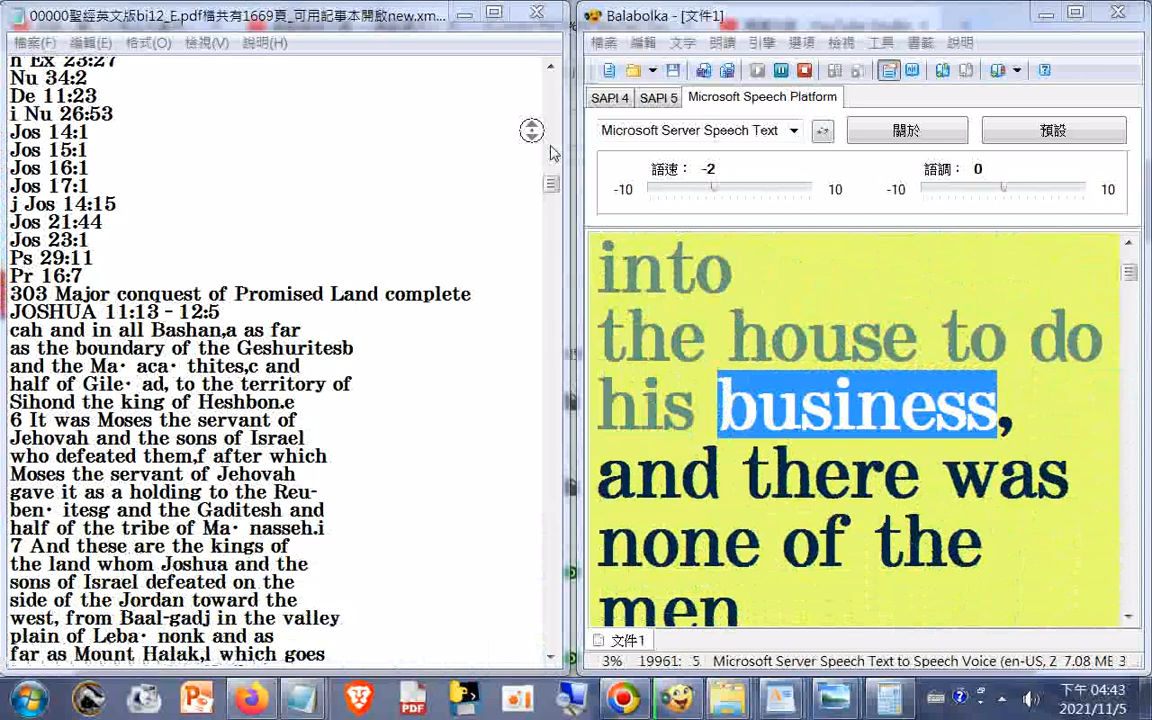 00000聖經英文版bi12_E.pdf檔共有1669頁_可用記事本開啟new.xm...
檔案(F) 編輯(E) 格式(O) 檢視(V) 說明(H)
n Ex 23:27
Nu 34:2
De 11:23
i Nu 26:53
Jos 14:1
Jos 15:1
Jos 16:1
Jos 17:1
j Jos 14:15
Jos 21:44
Jos 23:1
Ps 29:11
Pr 16:7
303 Major conquest of Promised Land complete
JOSHUA 11:13 – 12:5
cah and in all Bashan,a as far
as the boundary of the Geshuritesb
and the Ma· aca· thites,c and
half of Gile· ad, to the territory of
Sihond the king of Heshbon.e
6 It was Moses the servant of
Jehovah and the sons of Israel
who defeated them,f after which
Moses the servant of Jehovah
gave it as a holding to the Reu-
ben· itesg and the Gaditesh and
half of the tribe of Ma· nasseh.i
7 And these are the kings of
the land whom Joshua and the
sons of Israel defeated on the
side of the Jordan toward the
west, from Baal-gadj in the valley
plain of Leba· nonk and as
far as Mount Halak,l which goes
Balabolka - [文件1]
檔案 編輯 文字 朗讀 引擎 選項 檢視 工具 書籤 說明
SAPI 4 SAPI 5 Microsoft Speech Platform
Microsoft Server Speech Text 關於 預設
語速： -2 語調： 0
-10 10 -10 10
into
the house to do
his business,
and there was
none of the
men
文件1
3% 19961: 5 Microsoft Server Speech Text to Speech Voice (en-US, Z 7.08 ME 3
下午 04:43
2021/11/5